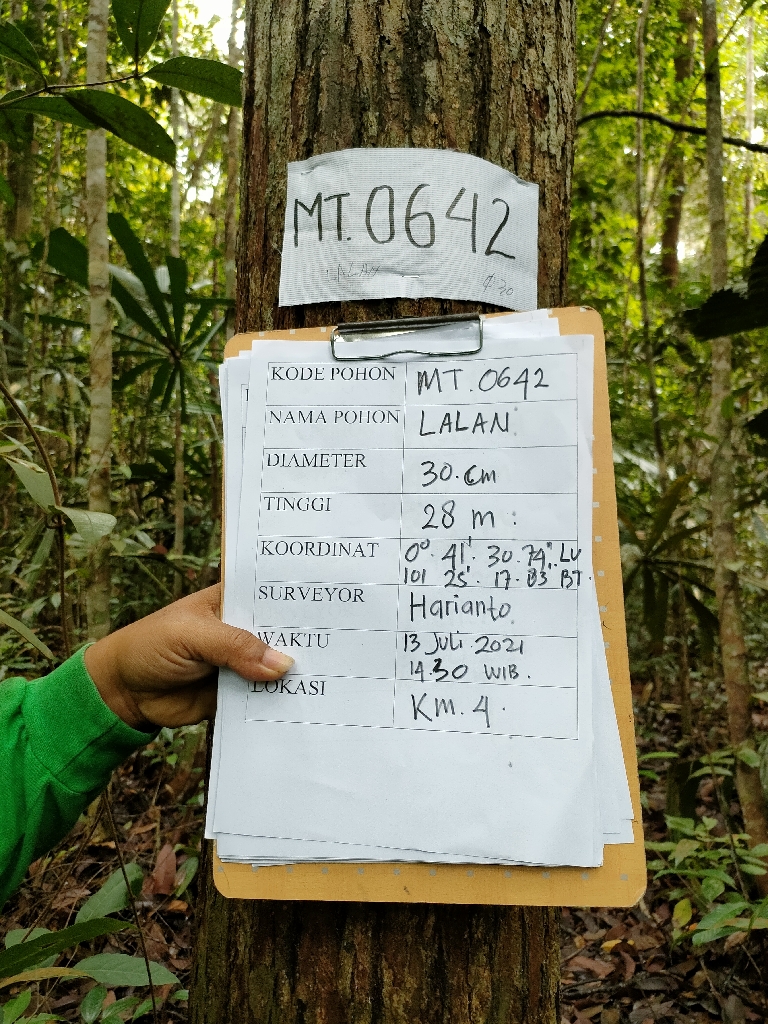 MT. 0642
LALAN
KODE POHON MT. 0642
NAMA POHON LALAN
DIAMETER 30. cm
TINGGI 28 m
KOORDINAT 0° 41' 30.74" LU
101 25' 17.83 BT
SURVEYOR Harianto
WAKTU 13 Juli 2021
14.30 WIB.
LOKASI Km. 4